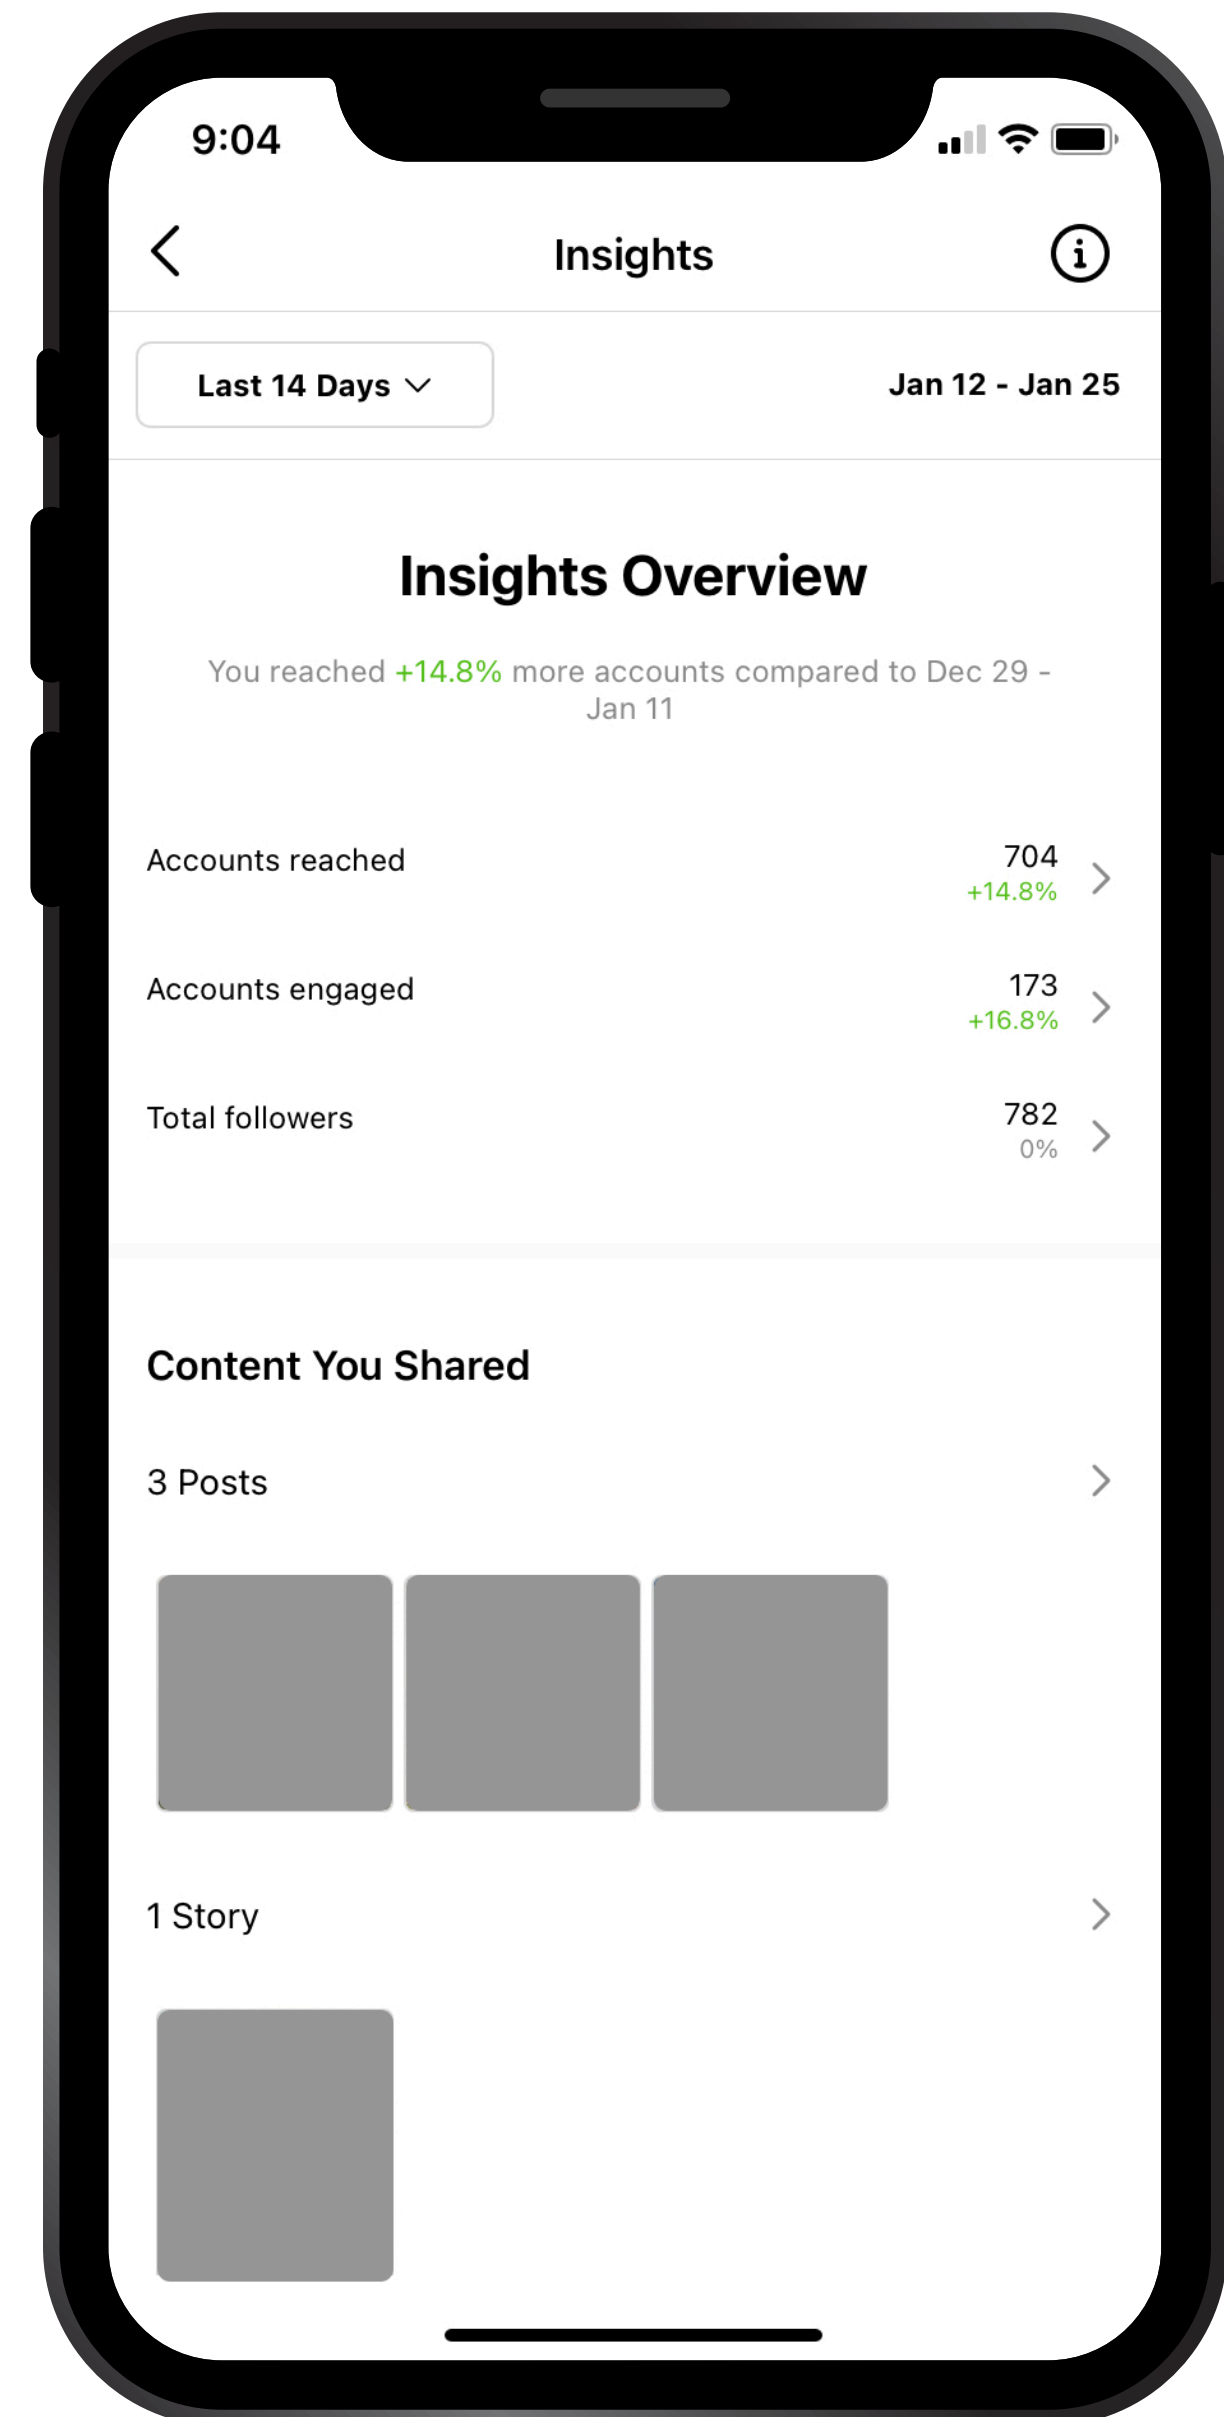 9:04
Insights
Last 14 Days
Jan 12 - Jan 25
Insights Overview
You reached +14.8% more accounts compared to Dec 29 -
Jan 11
Accounts reached
704
+14.8%
Accounts engaged
173
+16.8%
Total followers
782
0%
Content You Shared
3 Posts
1 Story